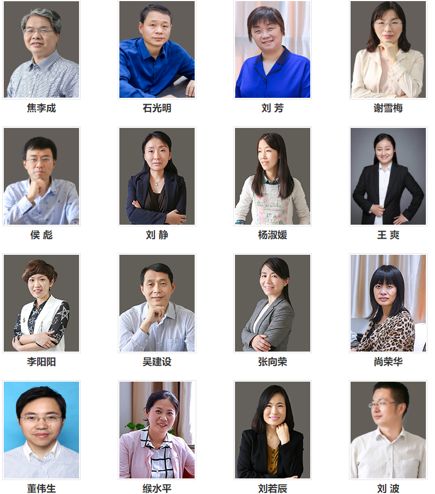 焦李成 石光明 刘 芳 谢雪梅
侯 彪 刘 静 杨淑媛 王 爽
李阳阳 吴建设 张向荣 尚荣华
董伟生 缑水平 刘若辰 刘 波